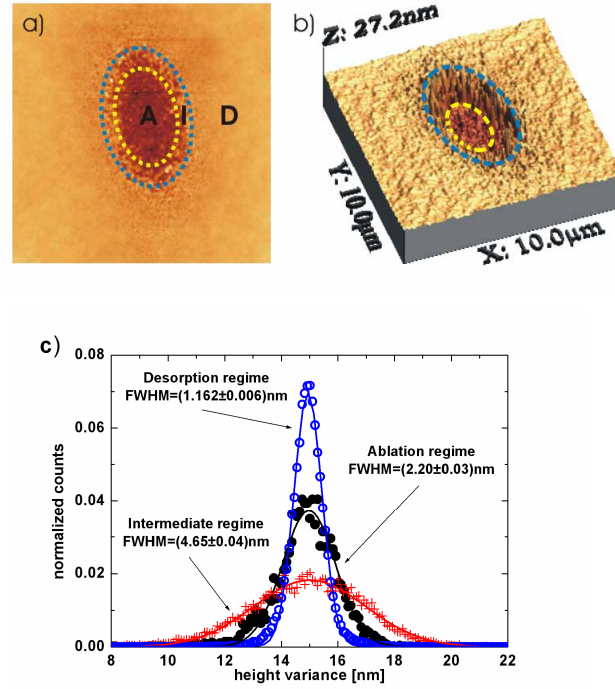 a)
A I D
b)
Z: 27.2nm
Y: 10.0µm
X: 10.0µm
c)
Desorption regime
FWHM=(1.162±0.006)nm
Ablation regime
FWHM=(2.20±0.03)nm
Intermediate regime
FWHM=(4.65±0.04)nm
normalized counts
0.08
0.06
0.04
0.02
0.00
8 10 12 14 16 18 20 22
height variance [nm]